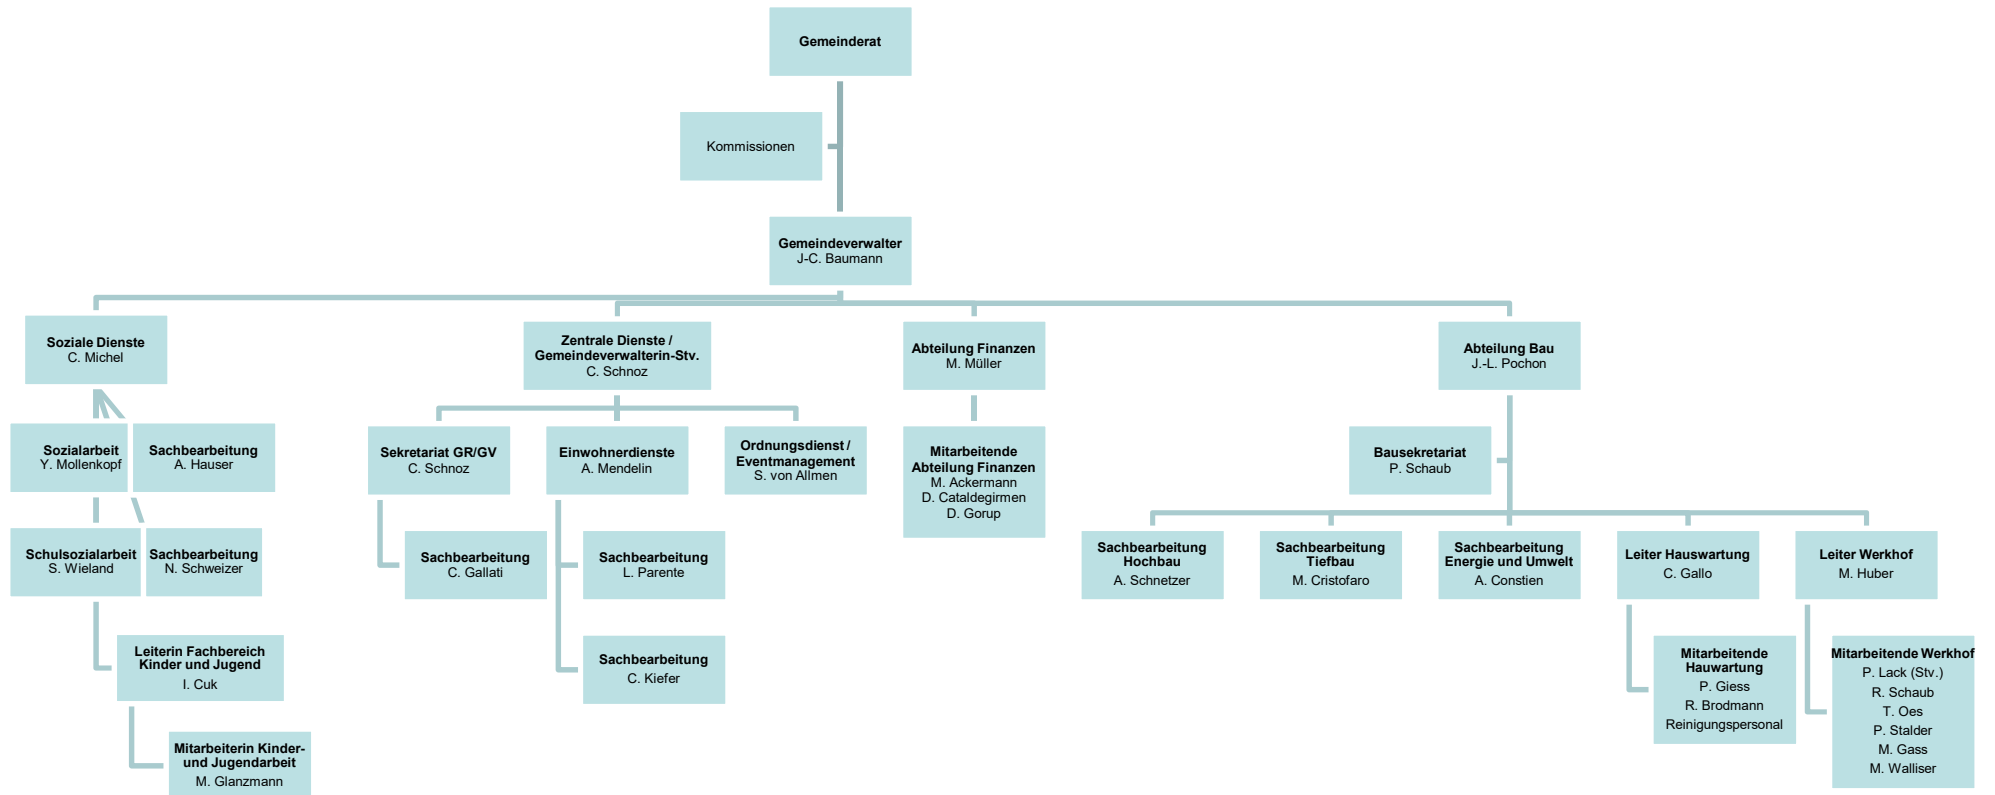 Gemeinderat
Kommissionen
Gemeindeverwalter
J-C. Baumann
Soziale Dienste
C. Michel
Zentrale Dienste /
Gemeindeverwalterin-Stv.
C. Schnoz
Abteilung Finanzen
M. Müller
Abteilung Bau
J.-L. Pochon
Sozialarbeit
Y. Mollenkopf
Sachbearbeitung
A. Hauser
Sekretariat GR/GV
C. Schnoz
Einwohnerdienste
A. Mendelin
Ordnungsdienst /
Eventmanagement
S. von Allmen
Mitarbeitende
Abteilung Finanzen
M. Ackermann
D. Cataldegirmen
D. Gorup
Bausekretariat
P. Schaub
Schulsozialarbeit
S. Wieland
Sachbearbeitung
N. Schweizer
Sachbearbeitung
C. Gallati
Sachbearbeitung
L. Parente
Sachbearbeitung
Hochbau
A. Schnetzer
Sachbearbeitung
Tiefbau
M. Cristofaro
Sachbearbeitung
Energie und Umwelt
A. Constien
Leiter Hauswartung
C. Gallo
Leiter Werkhof
M. Huber
Leiterin Fachbereich
Kinder und Jugend
I. Cuk
Sachbearbeitung
C. Kiefer
Mitarbeitende
Hauwartung
P. Giess
R. Brodmann
Reinigungspersonal
Mitarbeitende Werkhof
P. Lack (Stv.)
R. Schaub
T. Oes
P. Stalder
M. Gass
M. Walliser
Mitarbeiterin Kinder-
und Jugendarbeit
M. Glanzmann